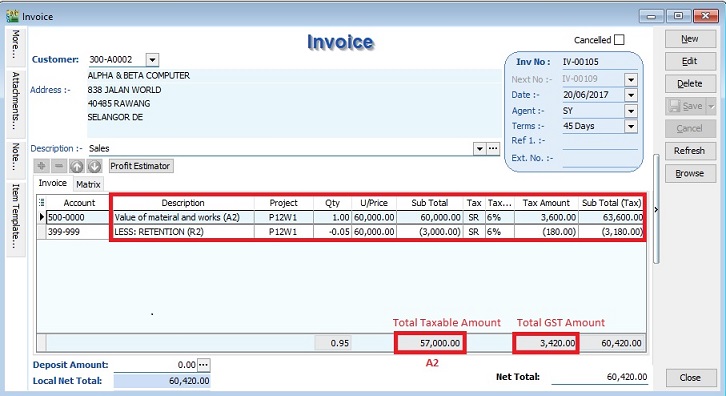 Invoice
More...
Attachments...
Note...
Item Template...
Invoice
Cancelled
Customer: 300-A0002
ALPHA & BETA COMPUTER
Address :- 838 JALAN WORLD
40485 RAWANG
SELANGOR DE
Inv No : IV-00105
Next No :- IV-00109
Date :- 20/06/2017
Agent :- SY
Terms :- 45 Days
Ref 1. :-
Ext. No. :-
Description :- Sales
Profit Estimator
Invoice Matrix
Account Description Project Qty U/Price Sub Total Tax Tax... Tax Amount Sub Total (Tax)
500-0000 Value of mateiral and works (A2) P12W1 1.00 60,000.00 60,000.00 SR 6% 3,600.00 63,600.00
399-999 LESS: RETENTION (R2) P12W1 -0.05 60,000.00 (3,000.00) SR 6% (180.00) (3,180.00)
Total Taxable Amount Total GST Amount
0.95 57,000.00 3,420.00 60,420.00
A2
Deposit Amount: 0.00
Local Net Total: 60,420.00
Net Total: 60,420.00
New
Edit
Delete
Save
Cancel
Refresh
Browse
Close